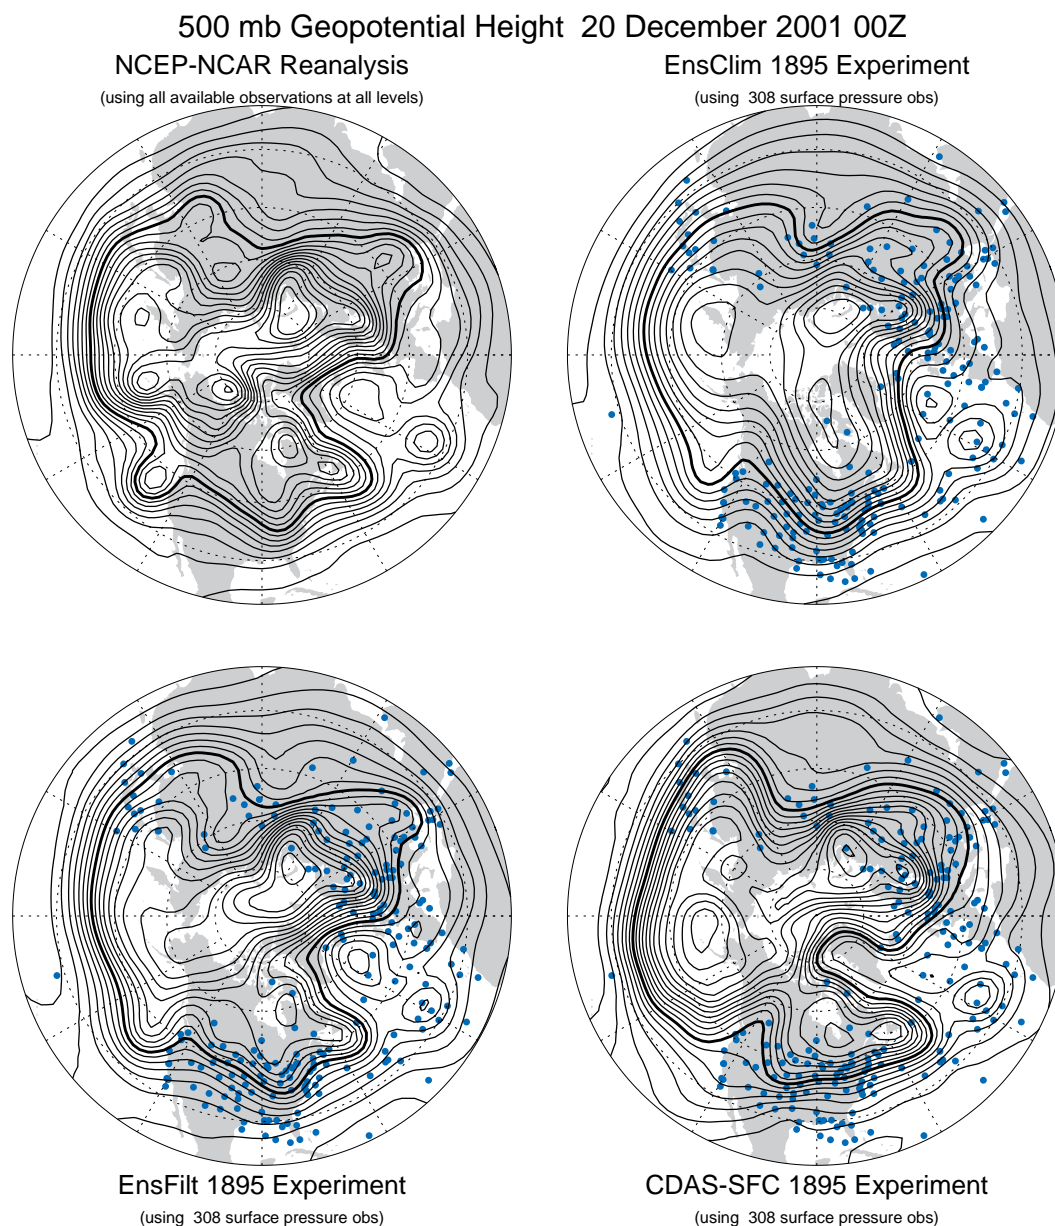 500 mb Geopotential Height 20 December 2001 00Z
NCEP-NCAR Reanalysis
(using all available observations at all levels)
EnsClim 1895 Experiment
(using 308 surface pressure obs)
EnsFilt 1895 Experiment
(using 308 surface pressure obs)
CDAS-SFC 1895 Experiment
(using 308 surface pressure obs)